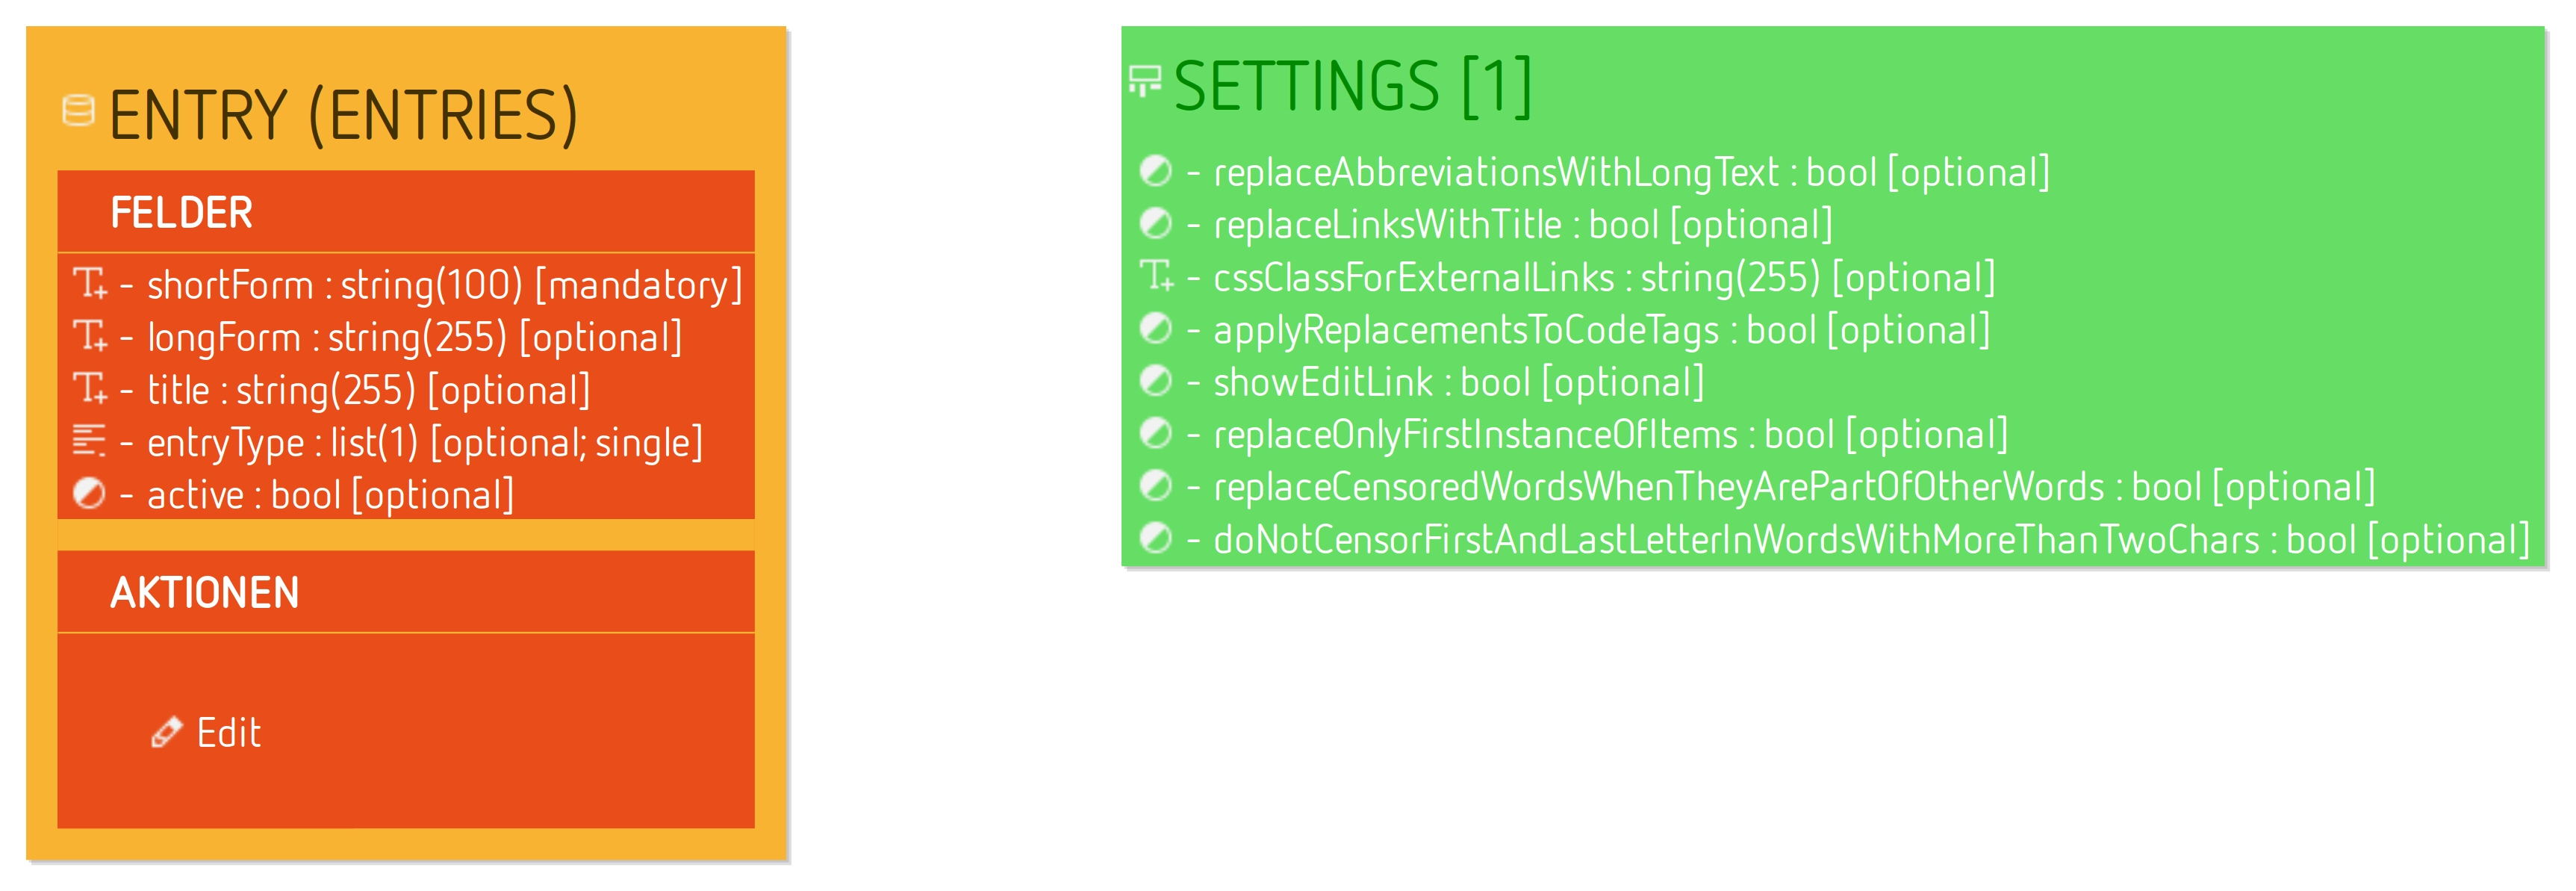 ENTRY (ENTRIES)
FELDER
- shortForm : string(100) [mandatory]
- longForm : string(255) [optional]
- title : string(255) [optional]
- entryType : list(1) [optional; single]
- active : bool [optional]
AKTIONEN
Edit
SETTINGS [1]
- replaceAbbreviationsWithLongText : bool [optional]
- replaceLinksWithTitle : bool [optional]
- cssClassForExternalLinks : string(255) [optional]
- applyReplacementsToCodeTags : bool [optional]
- showEditLink : bool [optional]
- replaceOnlyFirstInstanceOfItems : bool [optional]
- replaceCensoredWordsWhenTheyArePartOfOtherWords : bool [optional]
- doNotCensorFirstAndLastLetterInWordsWithMoreThanTwoChars : bool [optional]